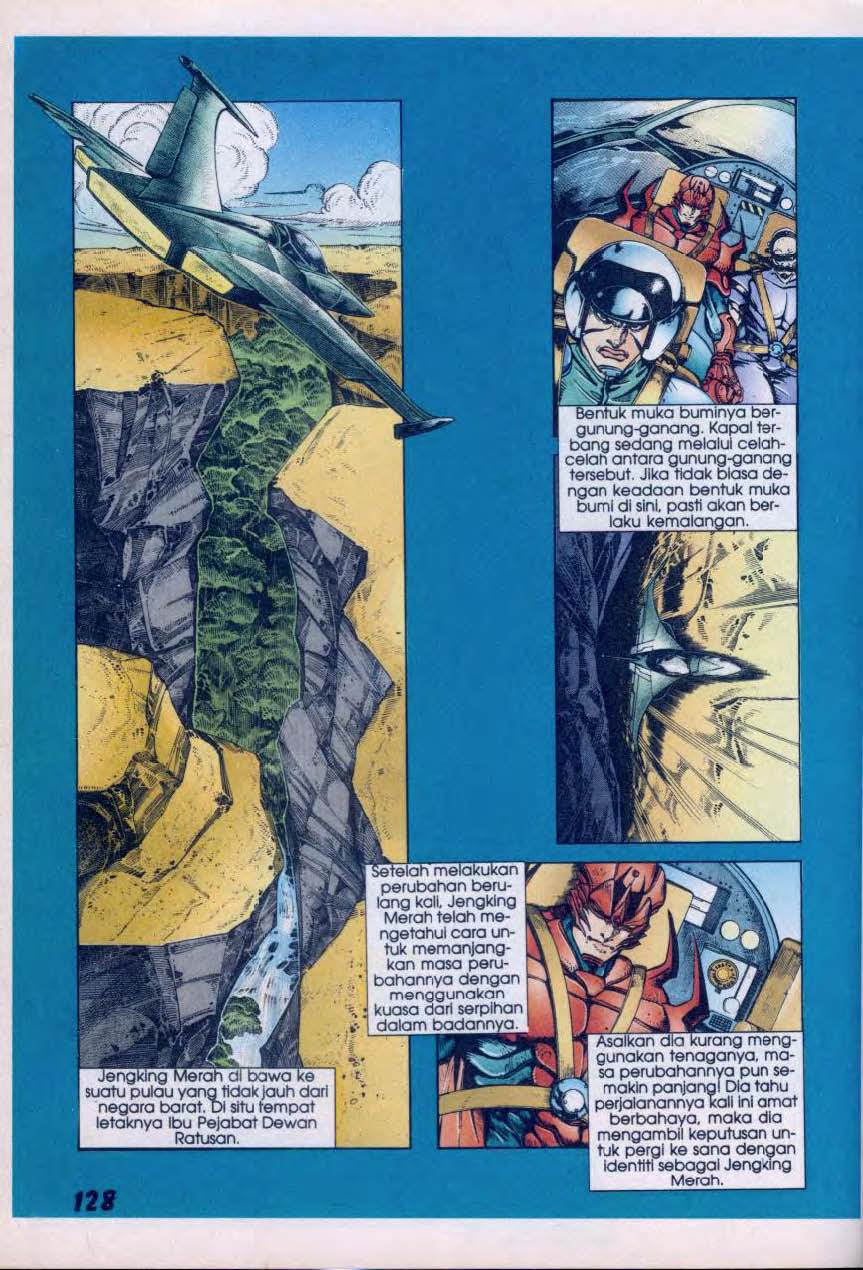 Jengking Merah di bawa ke
suatu pulau yang tidak jauh dari
negara barat. Di situ tempat
letaknya Ibu Pejabat Dewan
Ratusan.
Bentuk muka buminya ber-
gunung-ganang. Kapal ter-
bang sedang melalui celah-
celah antara gunung-ganang
tersebut. Jika tidak biasa de-
ngan keadaan bentuk muka
bumi di sini, pasti akan ber-
laku kemalangan.
Setelah melakukan
perubahan beru-
lang kali, Jengking
Merah telah me-
ngetahui cara un-
tuk memanjang-
kan masa peru-
bahannya dengan
menggunakan
kuasa dari serpihan
dalam badannya.
Asalkan dia kurang meng-
gunakan tenaganya, ma-
sa perubahannya pun se-
makin panjang! Dia tahu
perjalanannya kali ini amat
berbahaya, maka dia
mengambil keputusan un-
tuk pergi ke sana dengan
identiti sebagai Jengking
Merah.
128